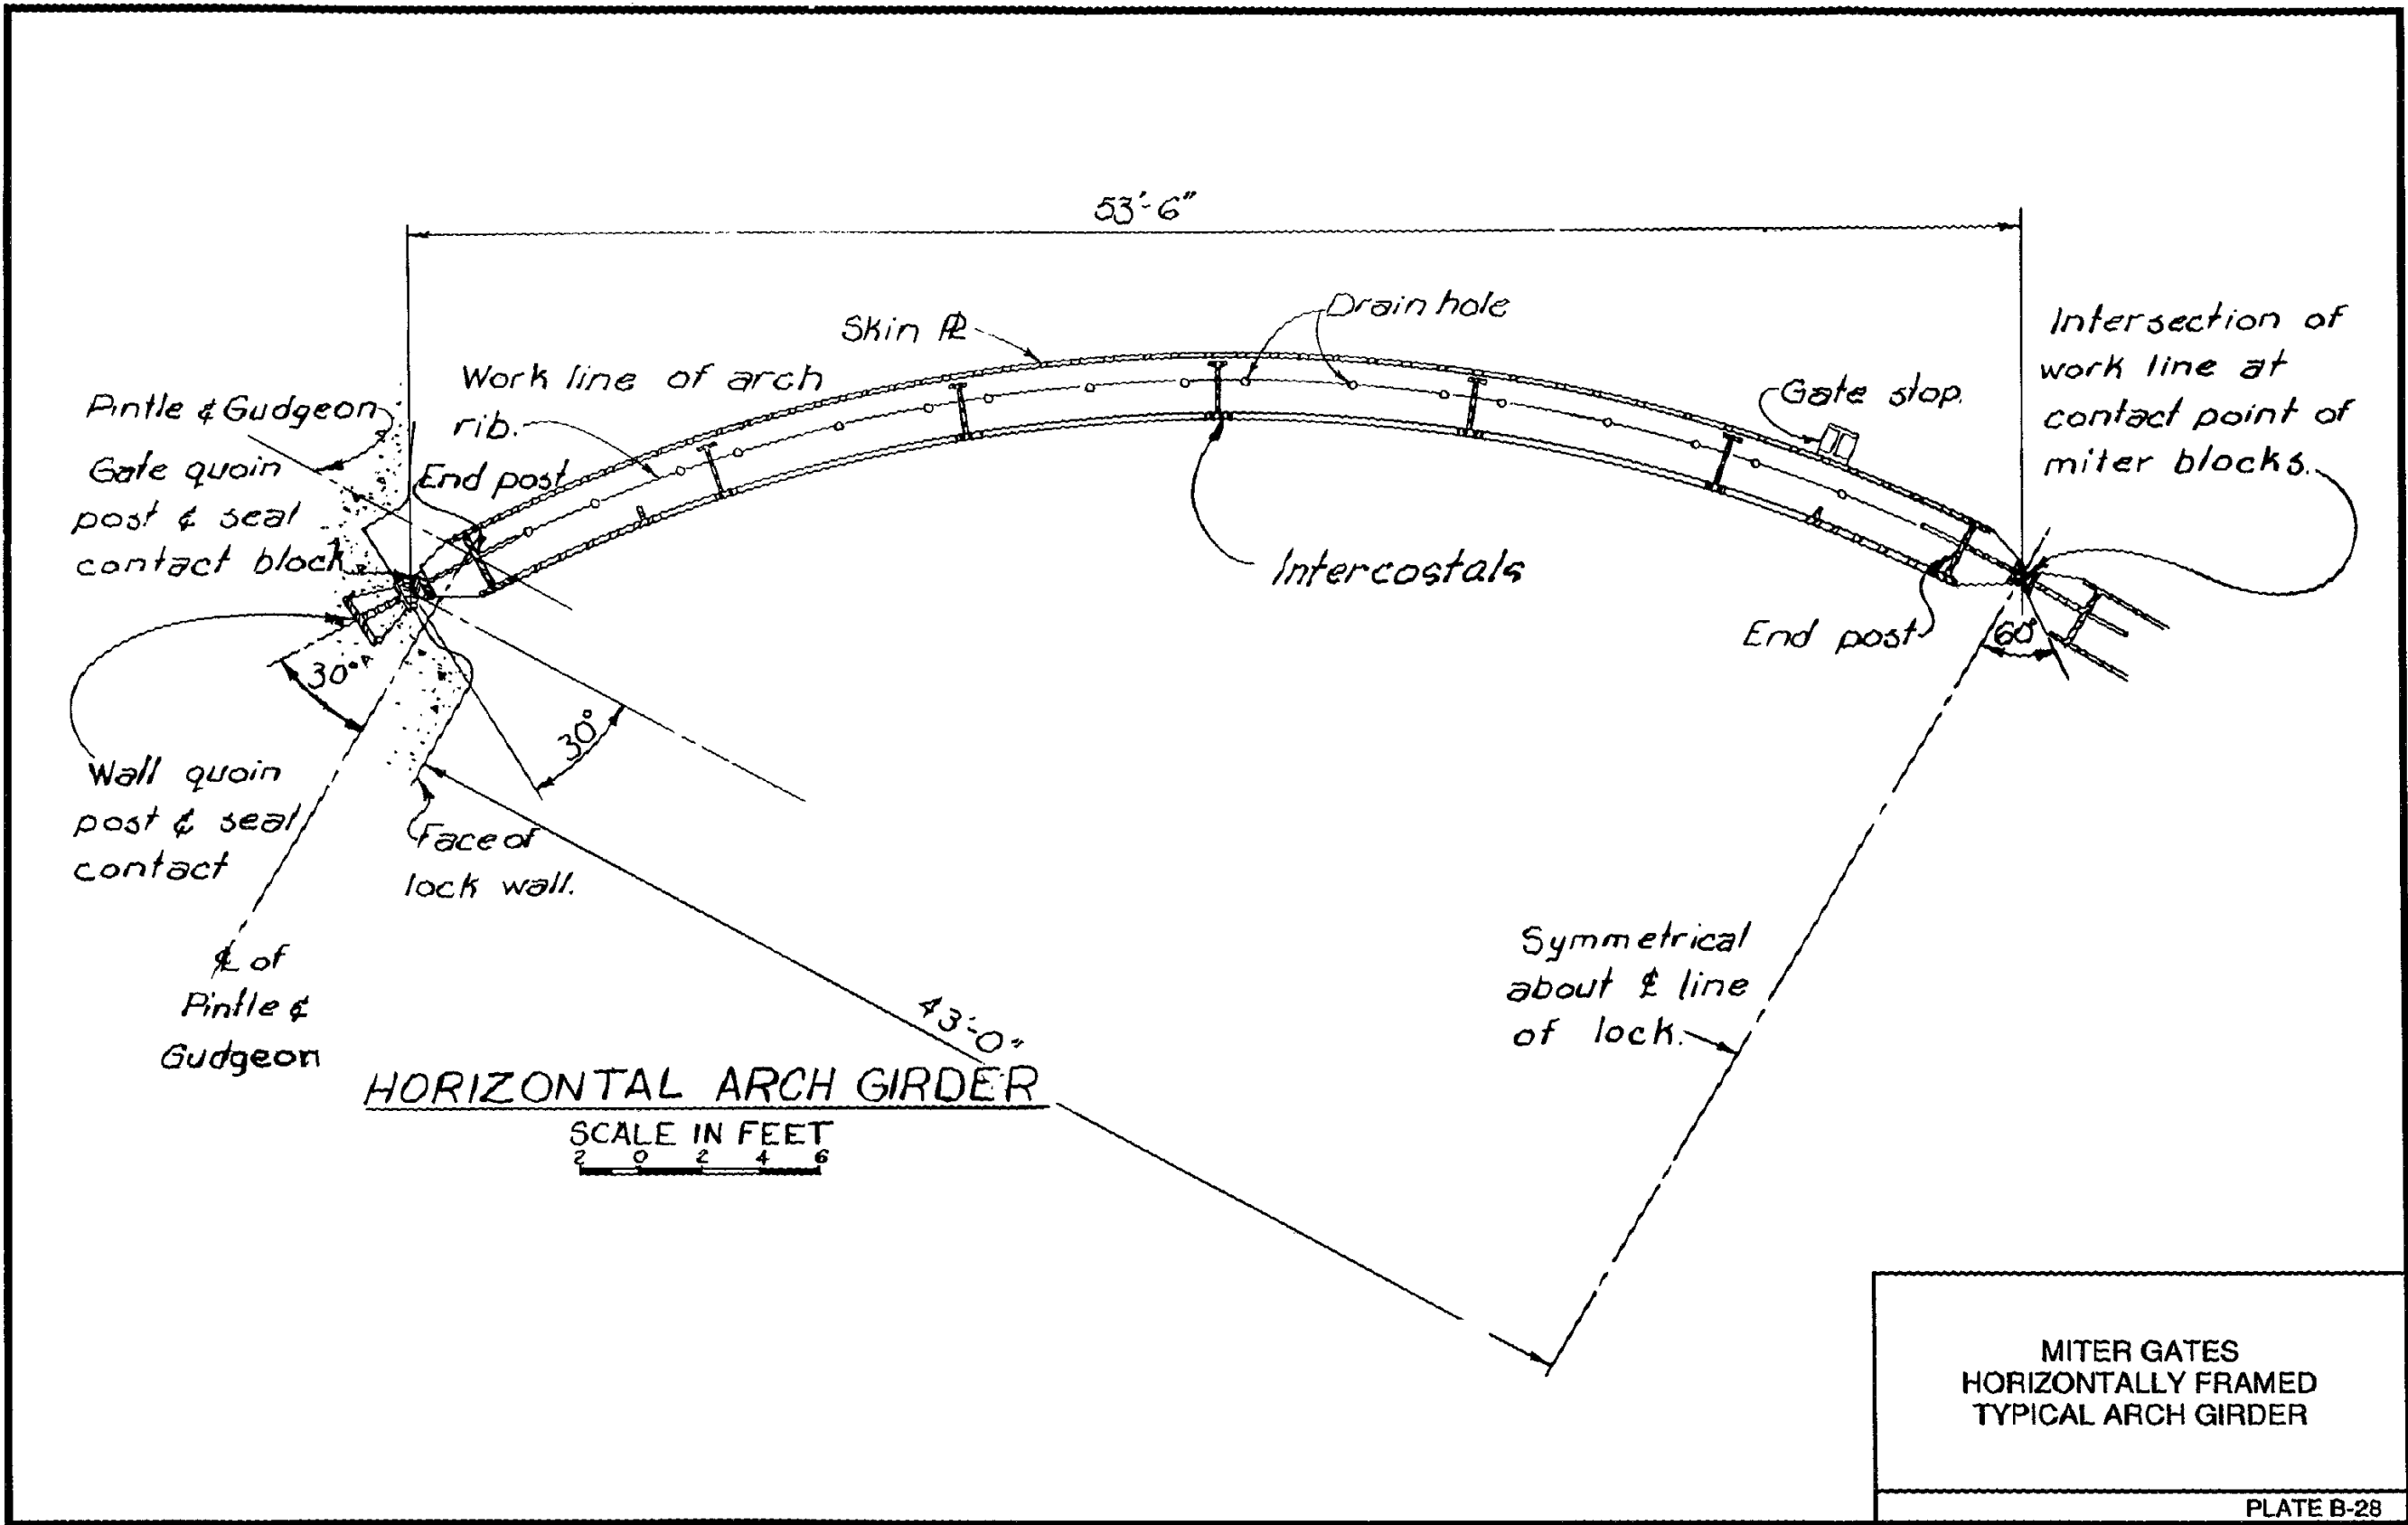 53'-6"
Skin ⅊
Drain hole
Work line of arch
rib.
Pintle & Gudgeon
Gate quoin
post & seal
contact block
End post
Gate stop.
Intersection of
work line at
contact point of
miter blocks.
Intercostals
End post
60°
30°
30°
Wall quoin
post & seal
contact
Face of
lock wall.
℄ of
Pintle &
Gudgeon
43'-0"
Symmetrical
about ℄ line
of lock.
HORIZONTAL ARCH GIRDER
SCALE IN FEET
2 0 2 4 6
MITER GATES
HORIZONTALLY FRAMED
TYPICAL ARCH GIRDER
PLATE B-28